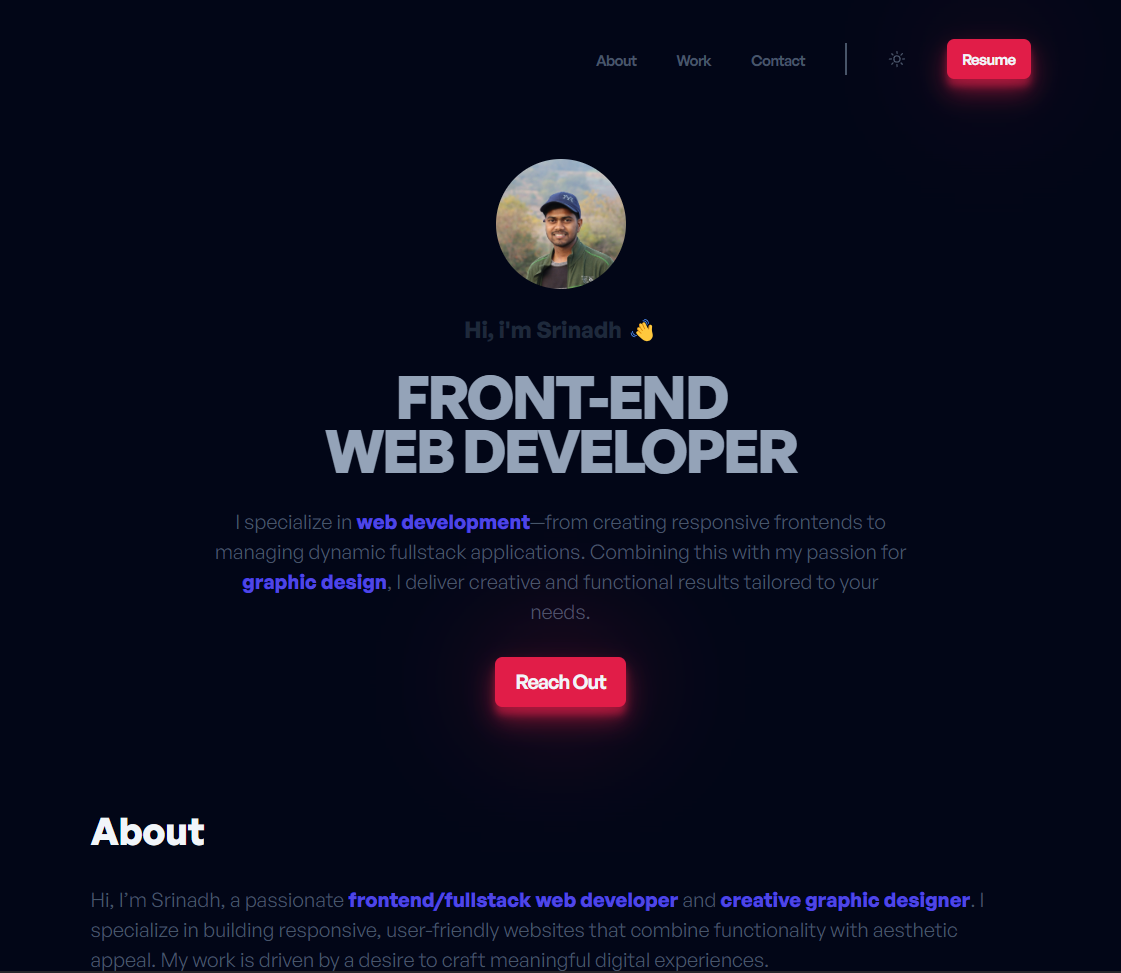 About Work Contact Resume
Hi, i'm Srinadh 👋
FRONT-END
WEB DEVELOPER
I specialize in web development—from creating responsive frontends to
managing dynamic fullstack applications. Combining this with my passion for
graphic design, I deliver creative and functional results tailored to your
needs.
Reach Out
About
Hi, I’m Srinadh, a passionate frontend/fullstack web developer and creative graphic designer. I
specialize in building responsive, user-friendly websites that combine functionality with aesthetic
appeal. My work is driven by a desire to craft meaningful digital experiences.